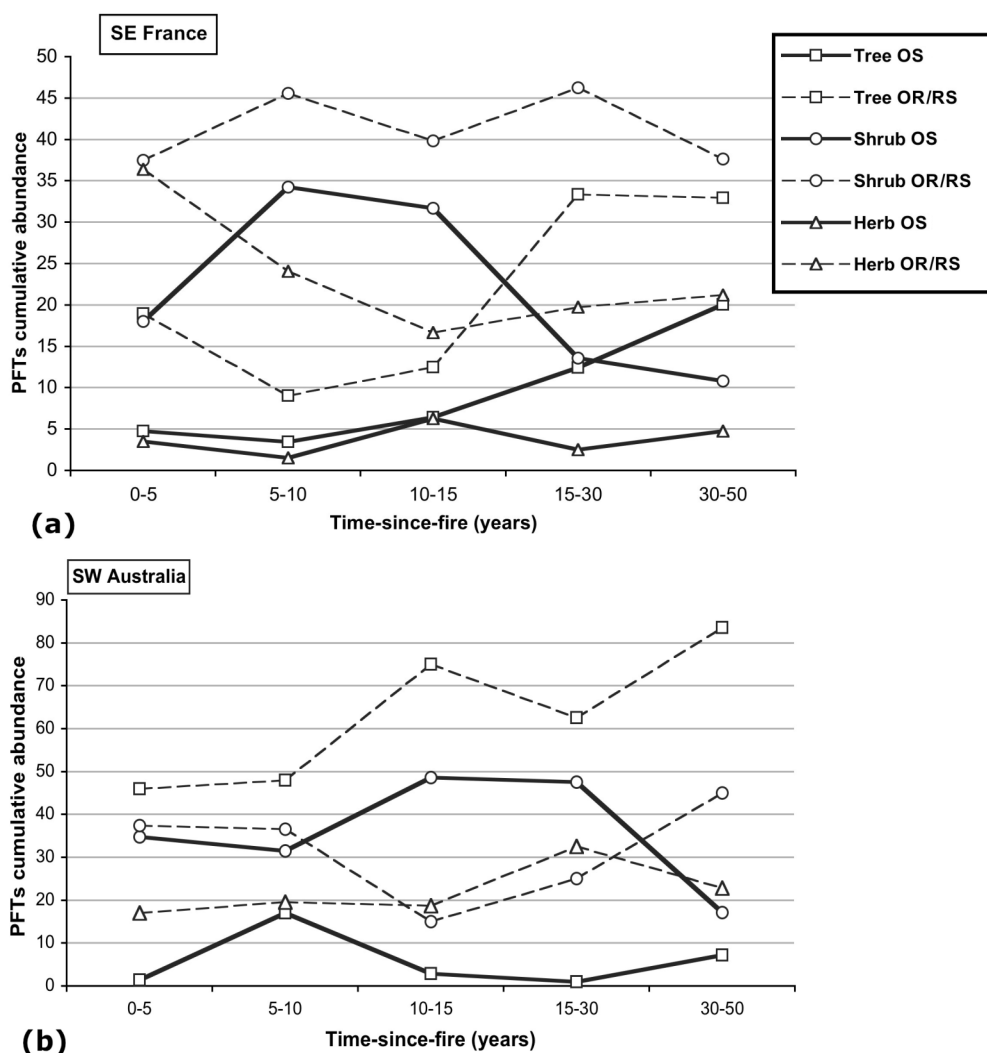 SE France
50
45
40
35
30
25
20
15
10
5
0
PFTs cumulative abundance
0-5 5-10 10-15 15-30 30-50
Time-since-fire (years)
(a)
Tree OS
Tree OR/RS
Shrub OS
Shrub OR/RS
Herb OS
Herb OR/RS
SW Australia
90
80
70
60
50
40
30
20
10
0
PFTs cumulative abundance
0-5 5-10 10-15 15-30 30-50
Time-since-fire (years)
(b)